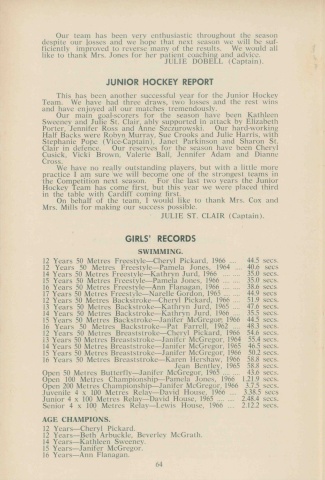 Our team has been very enthusiastic throughout the season
despite our losses and we hope that next season we will be suf-
ficiently improved to reverse many of the results. We would all
like to thank Mrs. Jones for her patient coaching and advice.
JULIE DOBELL (Captain).
JUNIOR HOCKEY REPORT
This has been another successful year for the Junior Hockey
Team. We have had three draws, two losses and the rest wins
and have enjoyed all our matches tremendously.
Our main goal-scorers for the season have been Kathleen
Sweeney and Julie St. Clair, ably supported in attack by Elizabeth
Porter, Jennifer Ross and Anne Szczurowski. Our hard-working
Half Backs were Robyn Murray, Sue Crooks and Julie Harris, with
Stephanie Pope (Vice-Captain), Janet Parkinson and Sharon St.
Clair in defence. Our reserves for the season have been Cheryl
Cusick, Vicki Brown, Valerie Ball, Jennifer Adam and Dianne
Cross.
We have no really outstanding players, but with a little more
practice I am sure we will become one of the strongest teams in
the Competition next season. For the last two years the Junior
Hockey Team has come first, but this year we were placed third
in the table with Cardiff coming first.
On behalf of the team, I would like to thank Mrs. Cox and
Mrs. Mills for making our success possible.
JULIE ST. CLAIR (Captain).
GIRLS' RECORDS
SWIMMING.
12 Years 50 Metres Freestyle—Cheryl Pickard, 1966 ... 44.5 secs.
12 Years 50 Metres Freestyle—Pamela Jones, 1964 ... 40.6 secs
14 Years 50 Metres Freestyle—Kathryn Jurd, 1966 ... 35.0 secs.
15 Years 50 Metres Freestyle—Pamela Jones, 1966 ... 35.0 secs.
16 Years 50 Metres Freestyle—Ann Flanagan, 1966 ... 38.6 secs.
17 Years 50 Metres Freestyle—Narelle Gordon, 1965 ... 44.9 secs.
12 Years 50 Metres Backstroke—Cheryl Pickard, 1966 ... 51.9 secs.
13 Years 50 Metres Backstroke—Kathryn Jurd, 1965 ... 47.6 secs.
14 Years 50 Metres Backstroke—Kathryn Jurd, 1966 ... 35.5 secs.
15 Years 50 Metres Backstroke—Janifer McGregor, 1966 44.5 secs.
16 Years 50 Metres Backstroke—Pat Farrell, 1962 ... 48.3 secs.
12 Years 50 Metres Breaststroke—Cheryl Pickard, 1966 54.6 secs.
13 Years 50 Metres Breaststroke—Janifer McGregor, 1964 55.4 secs.
14 Years 50 Metres Breaststroke—Janifer McGregor, 1965 46.5 secs.
15 Years 50 Metres Breaststroke—Janifer McGregor, 1966 50.2 secs.
16 Years 50 Metres Breaststroke—Karen Hershaw, 1966 58.8 secs.
Jean Bentley, 1965 58.8 secs.
Open 50 Metres Butterfly—Janifer McGregor, 1965 ... ... 43.6 secs.
Open 100 Metres Championship—Pamela Jones, 1966 1.21.9 secs.
Open 200 Metres Championship—Janifer McGregor, 1966 3.7.5 secs.
Juvenile 4 x 100 Metres Relay—David House, 1966 ... 3.38.5 secs
Junior 4 x 100 Metres Relay—David House, 1965 ... ... 2.48.4 secs.
Senior 4 x 100 Metres Relay—Lewis House, 1966 ... 2.12.2 secs.
AGE CHAMPIONS.
12 Years—Cheryl Pickard.
12 Years—Beth Arbuckle, Beverley McGrath.
14 Years—Kathleen Sweeney.
15 Years—Janifer McGregor.
16 Years—Ann Flanagan.
64